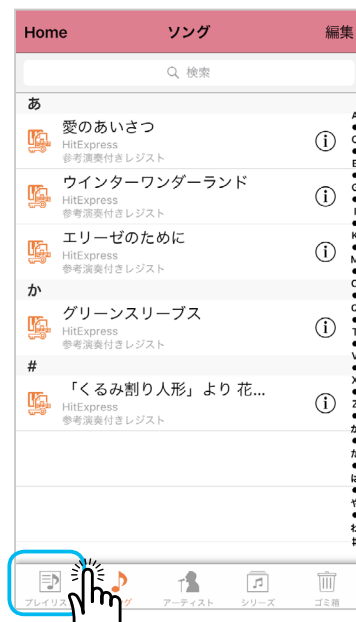 Home ソング 編集
検索
あ
愛のあいさつ
HitExpress
参考演奏付きレジスト
ウインターワンダーランド
HitExpress
参考演奏付きレジスト
エリーゼのために
HitExpress
参考演奏付きレジスト
か
グリーンスリーブス
HitExpress
参考演奏付きレジスト
#
「くるみ割り人形」より 花...
HitExpress
参考演奏付きレジスト
プレイリス アーティスト シリーズ ゴミ箱